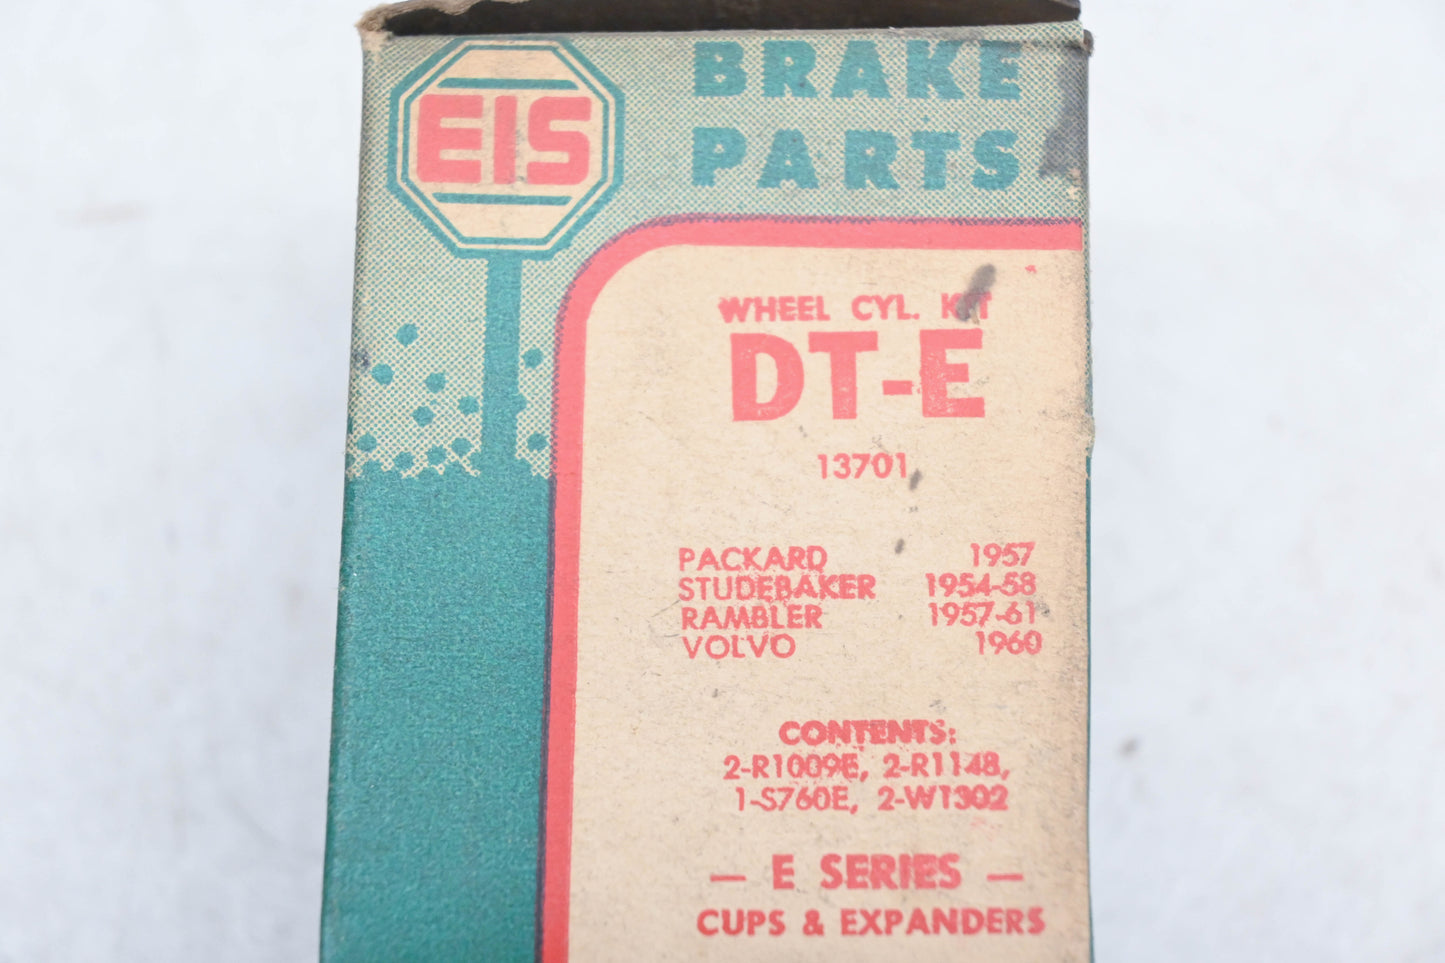 EIS
BRAKE
PARTS
WHEEL CYL. KIT
DT-E
13701
PACKARD 1957
STUDEBAKER 1954-58
RAMBLER 1957-61
VOLVO 1960
CONTENTS:
2-R1009E, 2-R1148,
1-S760E, 2-W1302
— E SERIES —
CUPS & EXPANDERS